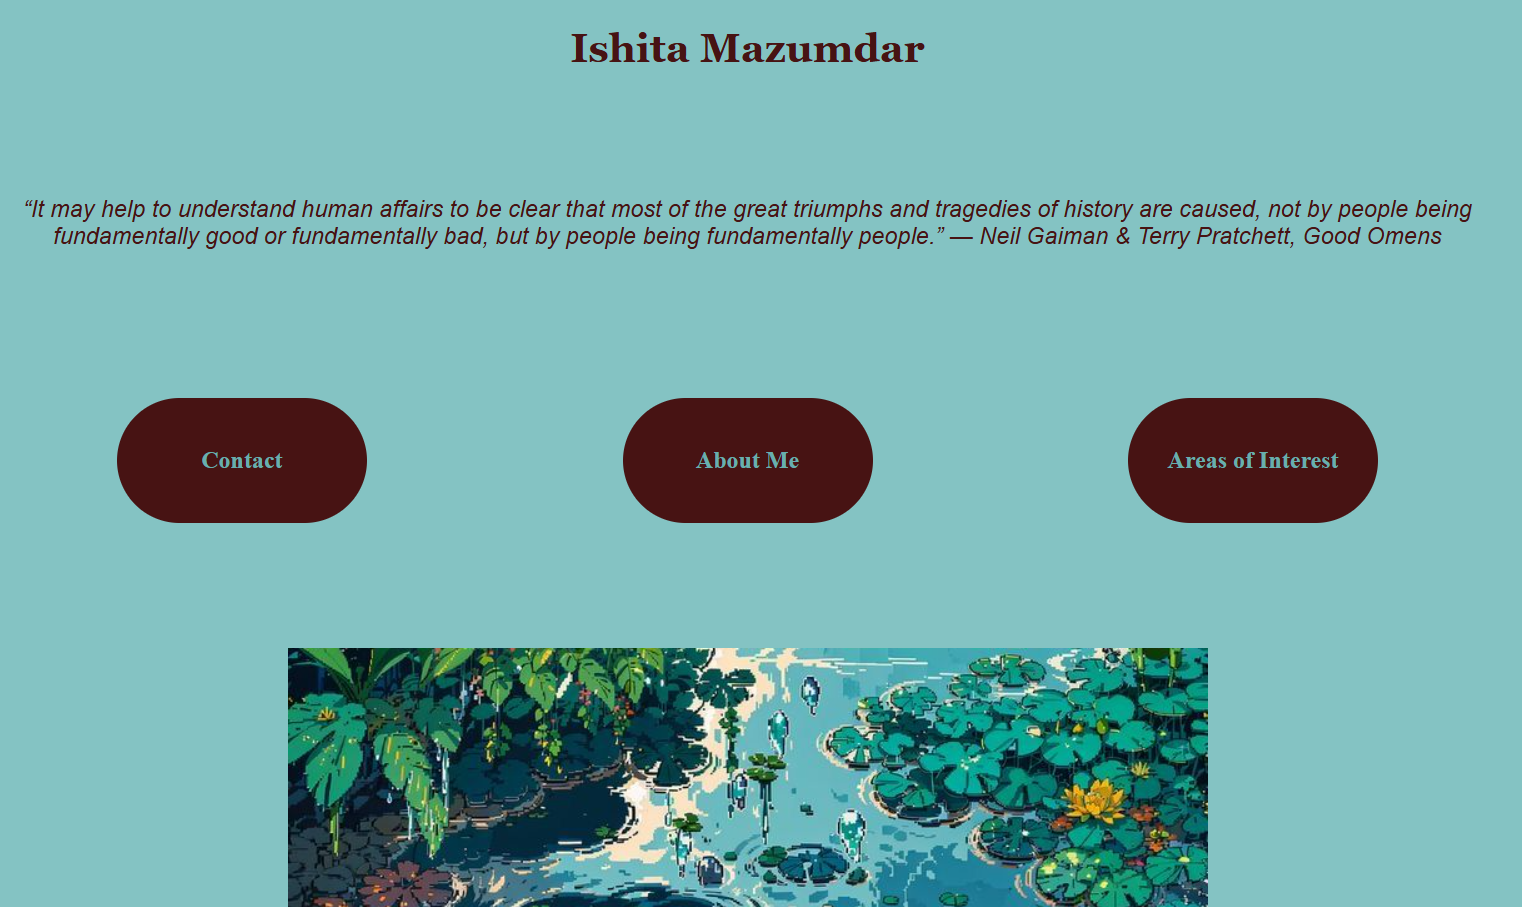 Ishita Mazumdar
“It may help to understand human affairs to be clear that most of the great triumphs and tragedies of history are caused, not by people being
fundamentally good or fundamentally bad, but by people being fundamentally people.” — Neil Gaiman & Terry Pratchett, Good Omens
Contact
About Me
Areas of Interest